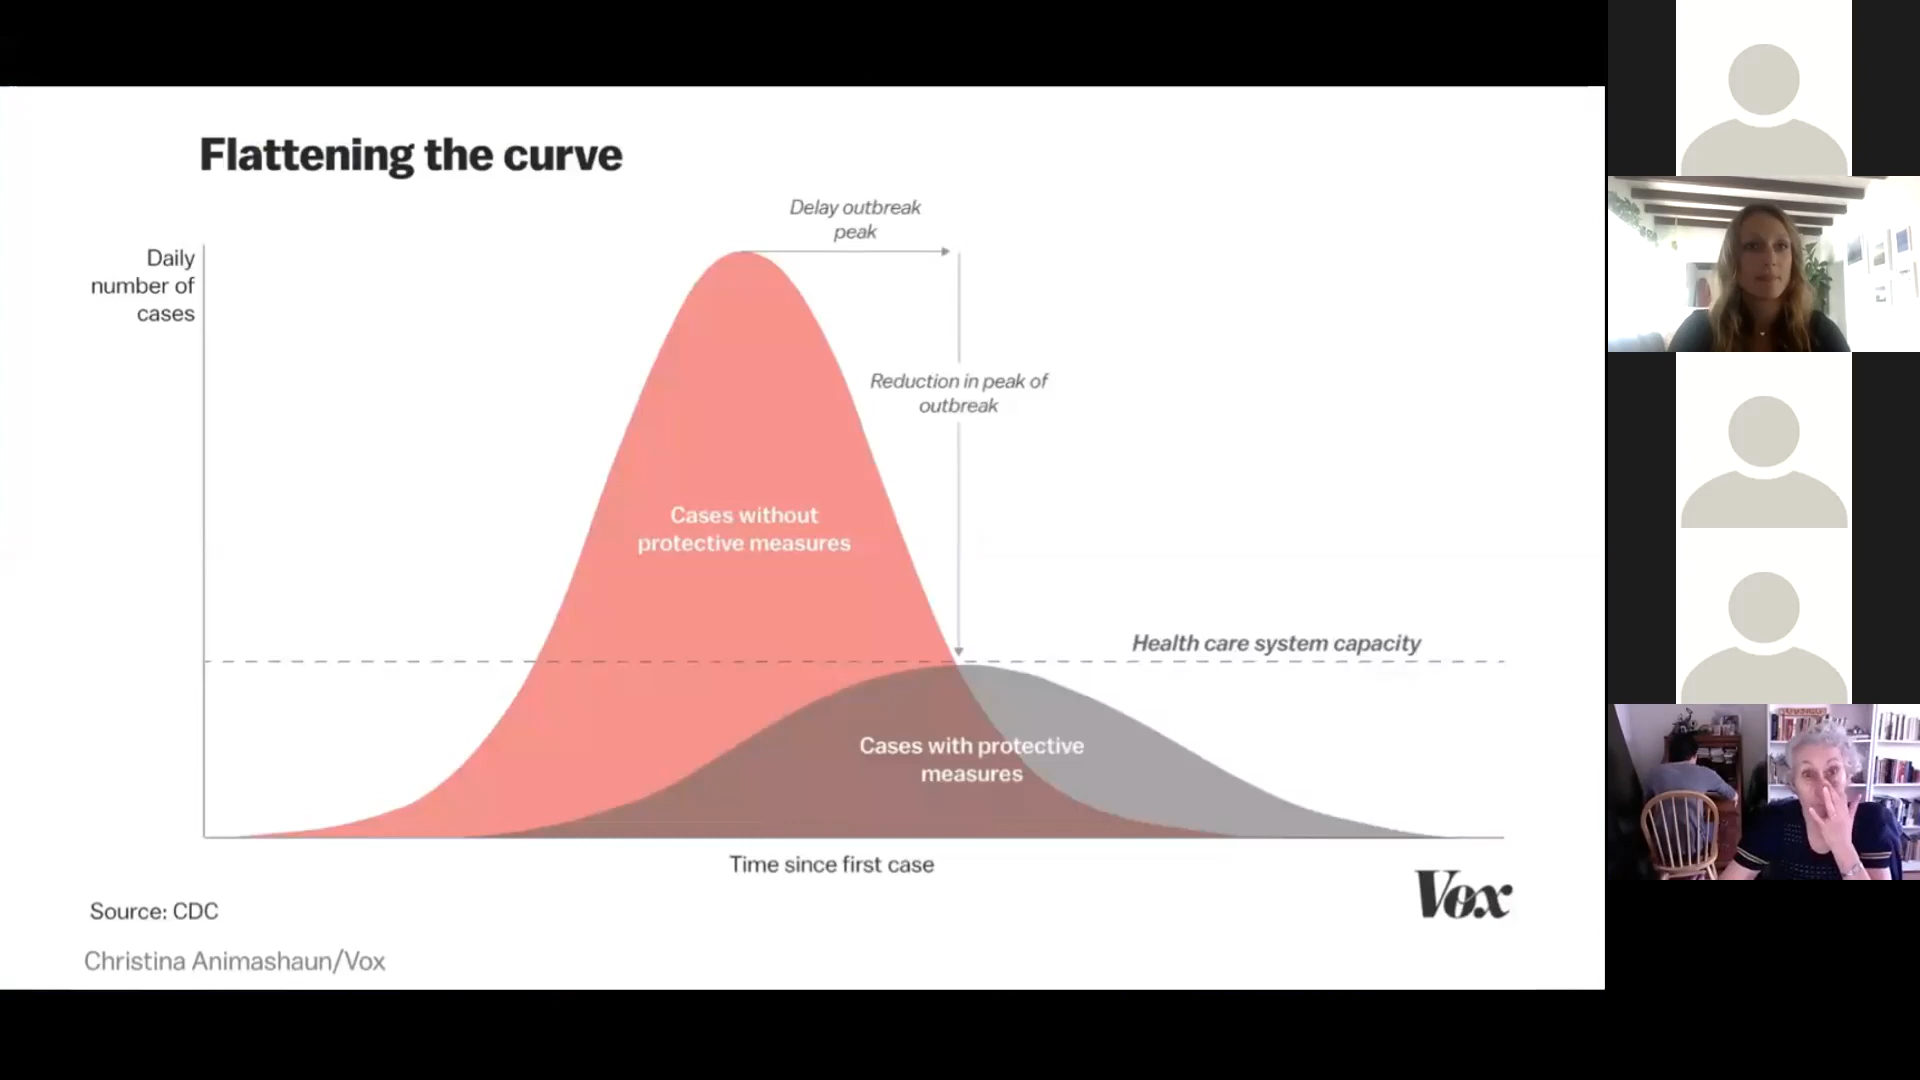 Flattening the curve
Delay outbreak
peak
Daily
number of
cases
Reduction in peak of
outbreak
Cases without
protective measures
Health care system capacity
Cases with protective
measures
Time since first case
Vox
Source: CDC
Christina Animashaun/Vox